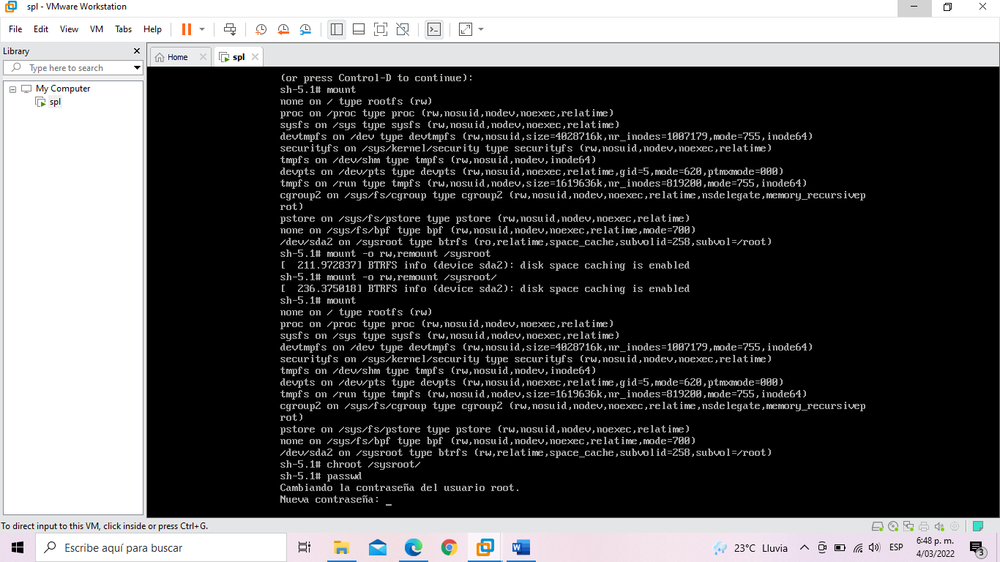 spl - VMware Workstation
File Edit View VM Tabs Help
Library
Type here to search
My Computer
spl
Home
spl
(or press Control-D to continue):
sh-5.1# mount
none on / type rootfs (rw)
proc on /proc type proc (rw,nosuid,nodev,noexec,relatime)
sysfs on /sys type sysfs (rw,nosuid,nodev,noexec,relatime)
devtmpfs on /dev type devtmpfs (rw,nosuid,size=4028716k,nr_inodes=1007179,mode=755,inode64)
securityfs on /sys/kernel/security type securityfs (rw,nosuid,nodev,noexec,relatime)
tmpfs on /dev/shm type tmpfs (rw,nosuid,nodev,inode64)
devpts on /dev/pts type devpts (rw,nosuid,noexec,relatime,gid=5,mode=620,ptmxmode=000)
tmpfs on /run type tmpfs (rw,nosuid,nodev,size=1619636k,nr_inodes=819200,mode=755,inode64)
cgroup2 on /sys/fs/cgroup type cgroup2 (rw,nosuid,nodev,noexec,relatime,nsdelegate,memory_recursivep
rot)
pstore on /sys/fs/pstore type pstore (rw,nosuid,nodev,noexec,relatime)
none on /sys/fs/bpf type bpf (rw,nosuid,nodev,noexec,relatime,mode=700)
/dev/sda2 on /sysroot type btrfs (ro,relatime,space_cache,subvolid=258,subvol=/root)
sh-5.1# mount -o rw,remount /sysroot
[  211.972837] BTRFS info (device sda2): disk space caching is enabled
sh-5.1# mount -o rw,remount /sysroot/
[  236.375018] BTRFS info (device sda2): disk space caching is enabled
sh-5.1# mount
none on / type rootfs (rw)
proc on /proc type proc (rw,nosuid,nodev,noexec,relatime)
sysfs on /sys type sysfs (rw,nosuid,nodev,noexec,relatime)
devtmpfs on /dev type devtmpfs (rw,nosuid,size=4028716k,nr_inodes=1007179,mode=755,inode64)
securityfs on /sys/kernel/security type securityfs (rw,nosuid,nodev,noexec,relatime)
tmpfs on /dev/shm type tmpfs (rw,nosuid,nodev,inode64)
devpts on /dev/pts type devpts (rw,nosuid,noexec,relatime,gid=5,mode=620,ptmxmode=000)
tmpfs on /run type tmpfs (rw,nosuid,nodev,size=1619636k,nr_inodes=819200,mode=755,inode64)
cgroup2 on /sys/fs/cgroup type cgroup2 (rw,nosuid,nodev,noexec,relatime,nsdelegate,memory_recursivep
rot)
pstore on /sys/fs/pstore type pstore (rw,nosuid,nodev,noexec,relatime)
none on /sys/fs/bpf type bpf (rw,nosuid,nodev,noexec,relatime,mode=700)
/dev/sda2 on /sysroot type btrfs (rw,relatime,space_cache,subvolid=258,subvol=/root)
sh-5.1# chroot /sysroot/
sh-5.1# passwd
Cambiando la contraseña del usuario root.
Nueva contraseña: _
To direct input to this VM, click inside or press Ctrl+G.
Escribe aquí para buscar
23°C Lluvia
ESP
6:48 p. m.
4/03/2022
3